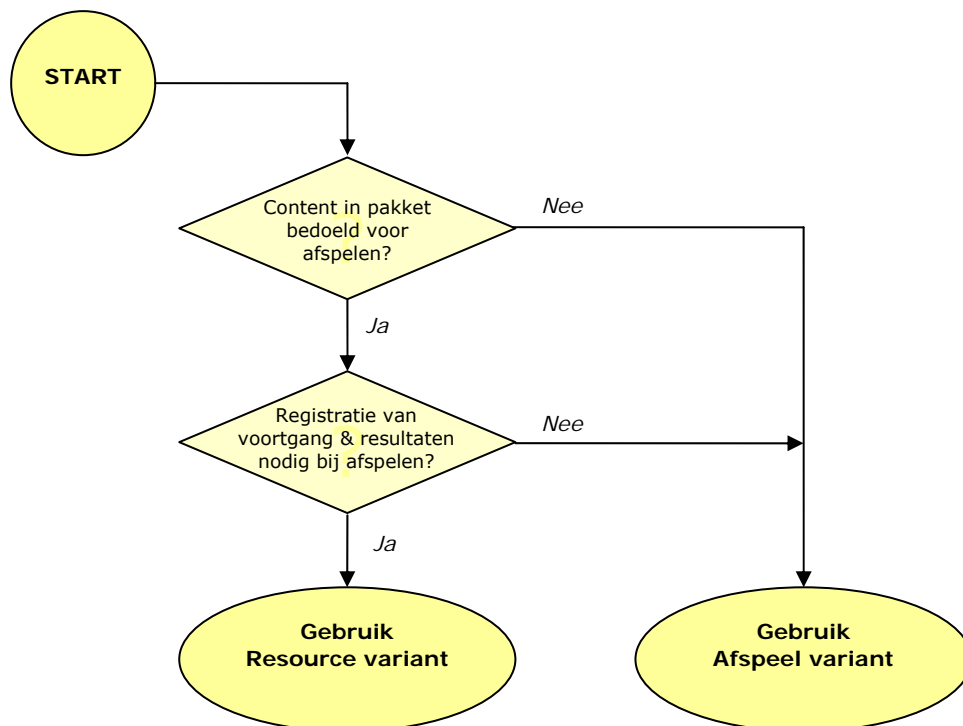 START
Content in pakket
bedoeld voor
afspelen?
?
Nee
Ja
Registratie van
voortgang & resultaten
nodig bij afspelen?
?
Nee
Ja
Gebruik
Resource variant
Gebruik
Afspeel variant